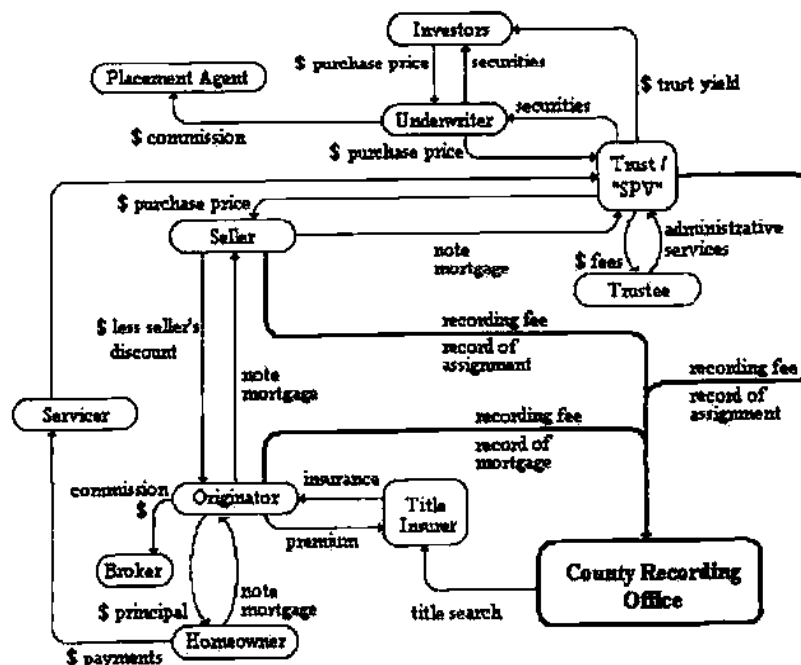 Investors
$ purchase price
securities
Placement Agent
$ trust yield
securities
Underwriter
$ commission
$ purchase price
Trust /
"SPV"
$ purchase price
Seller
administrative
services
note
mortgage
$ fees
Trustee
$ less seller's
discount
recording fee
record of
assignment
note
mortgage
recording fee
record of
assignment
Servicer
recording fee
record of
mortgage
commission
$
insurance
Originator
Title
Insurer
premium
Broker
County Recording
Office
note
mortgage
title search
$ principal
Homeowner
$ payments